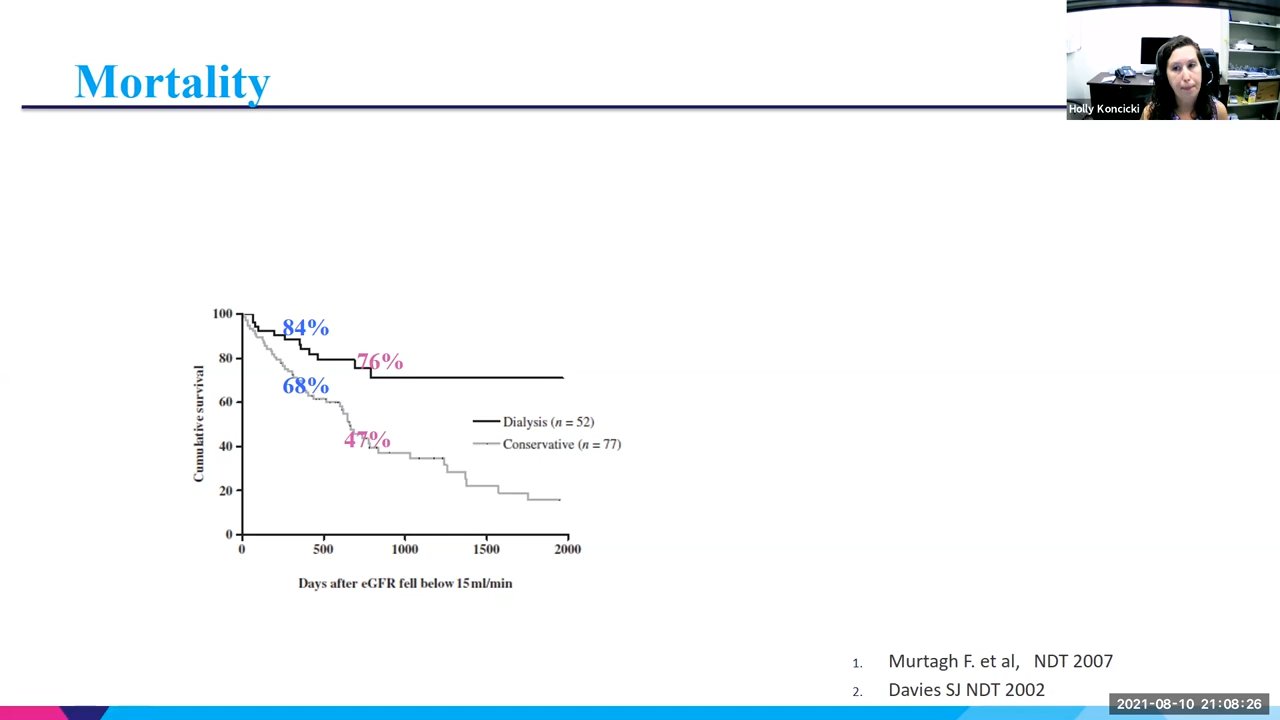 Mortality
Holly Koncicki
100
80
60
40
20
0
Cumulative survival
84%
76%
68%
47%
Dialysis (n = 52)
Conservative (n = 77)
0 500 1000 1500 2000
Days after eGFR fell below 15 ml/min
1. Murtagh F. et al, NDT 2007
2. Davies SJ NDT 2002
2021-08-10 21:08:26